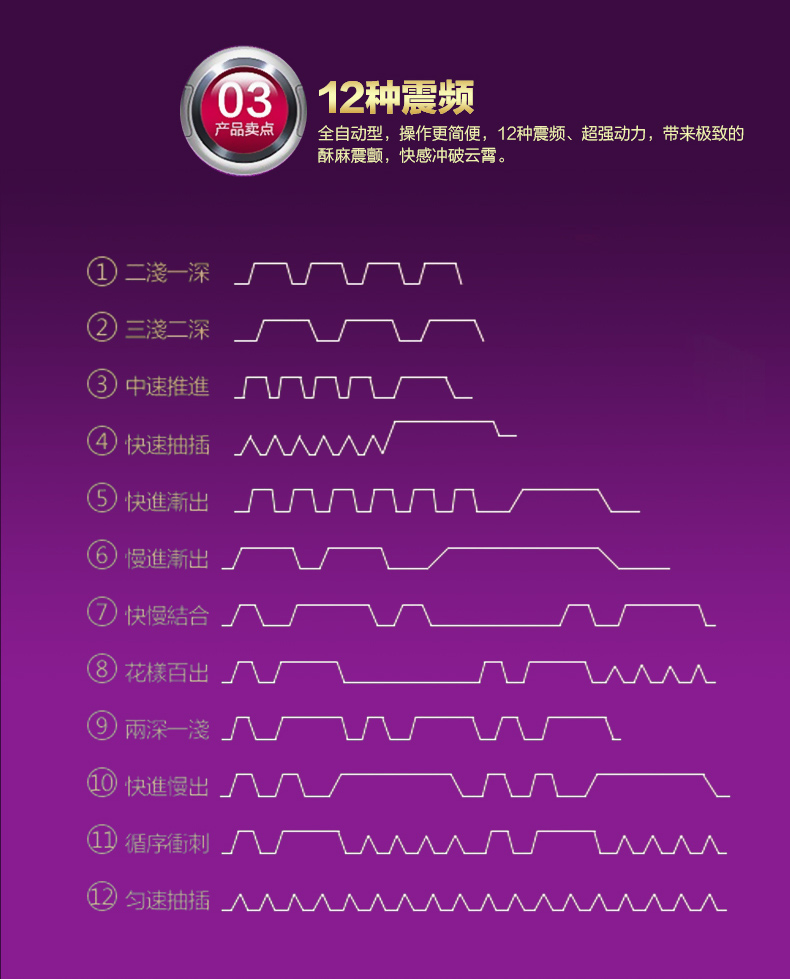 03
产品卖点
12种震频
全自动型，操作更简便，12种震频、超强动力，带来极致的
酥麻震颤，快感冲破云霄。
① 二淺一深
② 三淺二深
③ 中速推進
④ 快速抽插
⑤ 快進漸出
⑥ 慢進漸出
⑦ 快慢結合
⑧ 花樣百出
⑨ 兩深一淺
⑩ 快進慢出
⑪ 循序衝刺
⑫ 匀速抽插